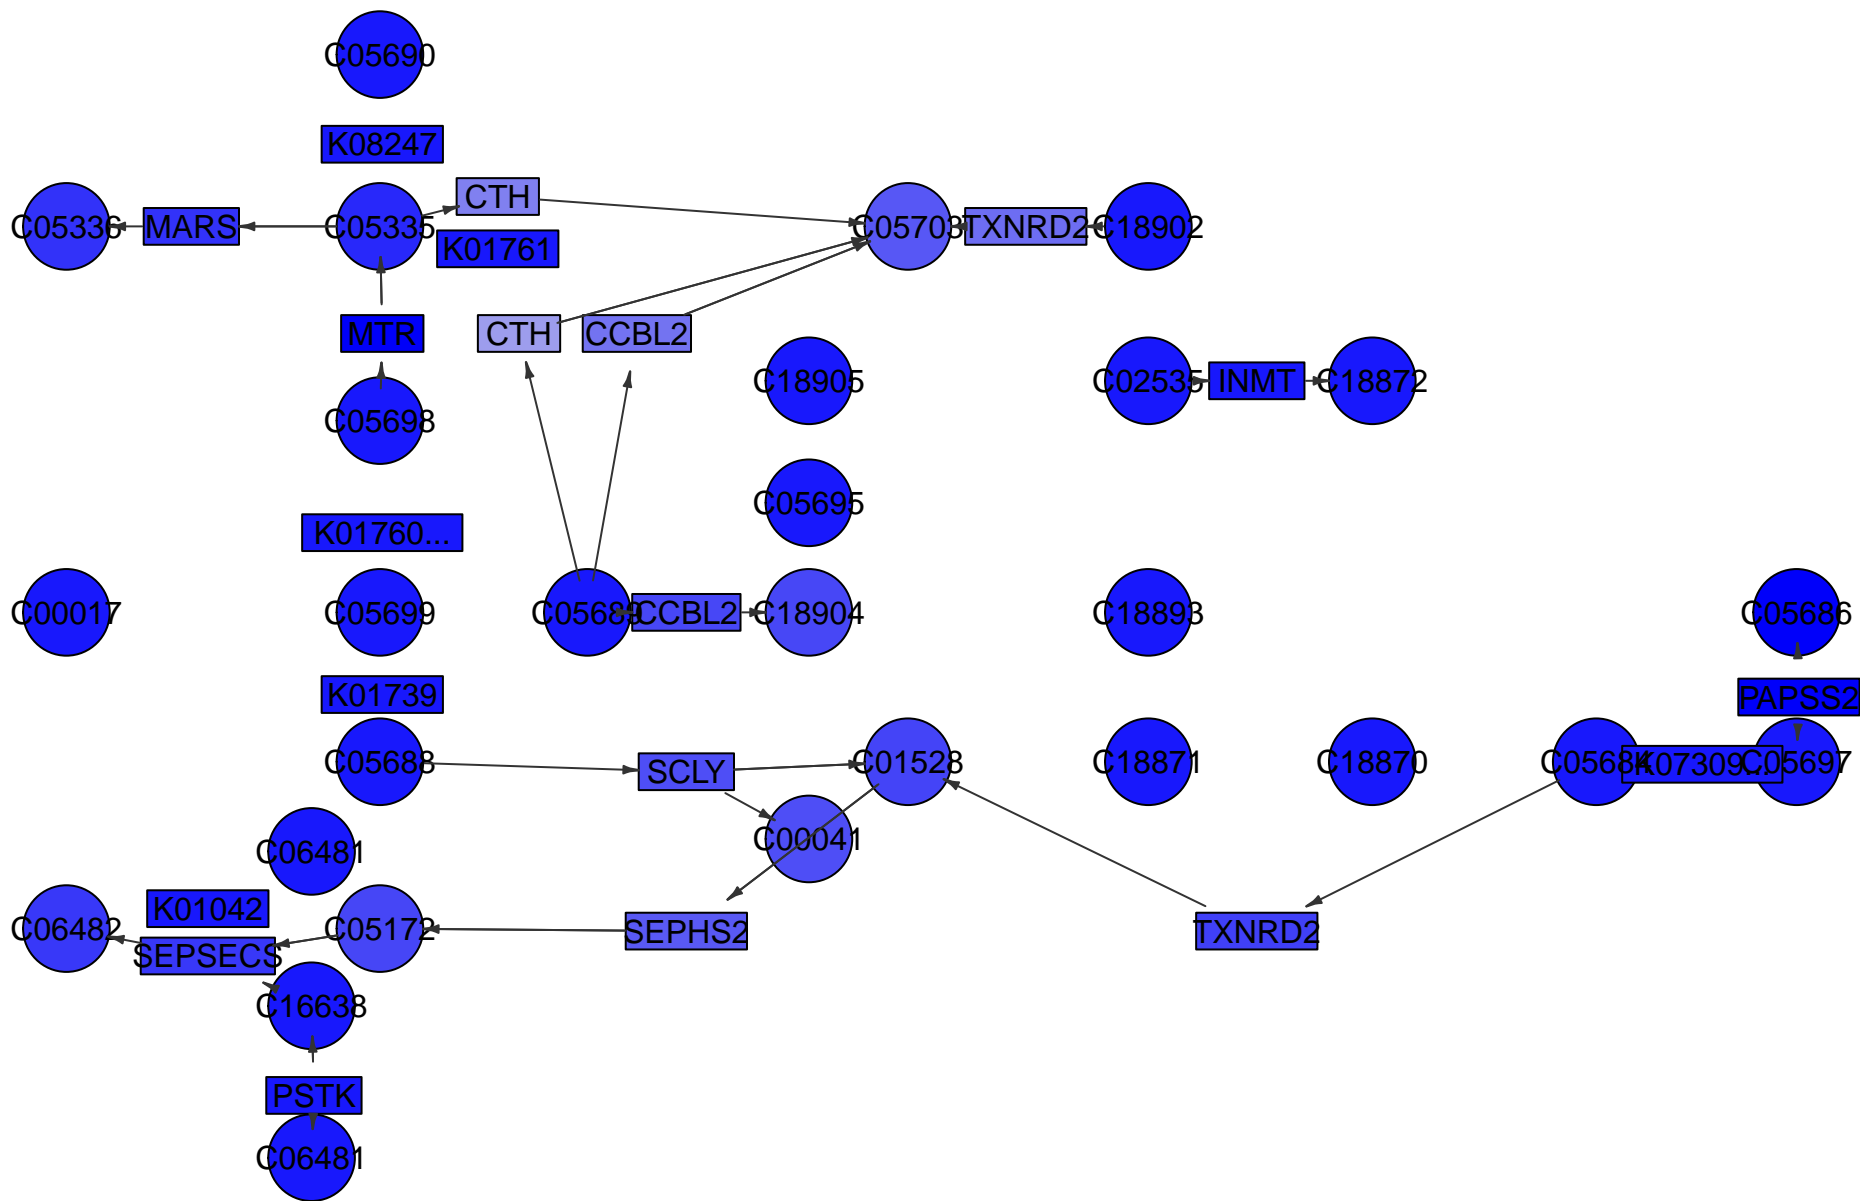 C05690
K08247
CTH
C05336
MARS
C05335
C05703
TXNRD2
C18902
K01761
MTR
CTH
CCBL2
C18905
C02535
INMT
C18872
C05698
C05695
K01760...
C00017
C05699
C05689
CCBL2
C18904
C18893
C05686
K01739
PAPSS2
C05688
SCLY
C01528
C18871
C18870
C05684
K07309...
C05697
C00041
C06481
K01042
C06482
C05172
SEPHS2
TXNRD2
SEPSECS
C16638
PSTK
C06481